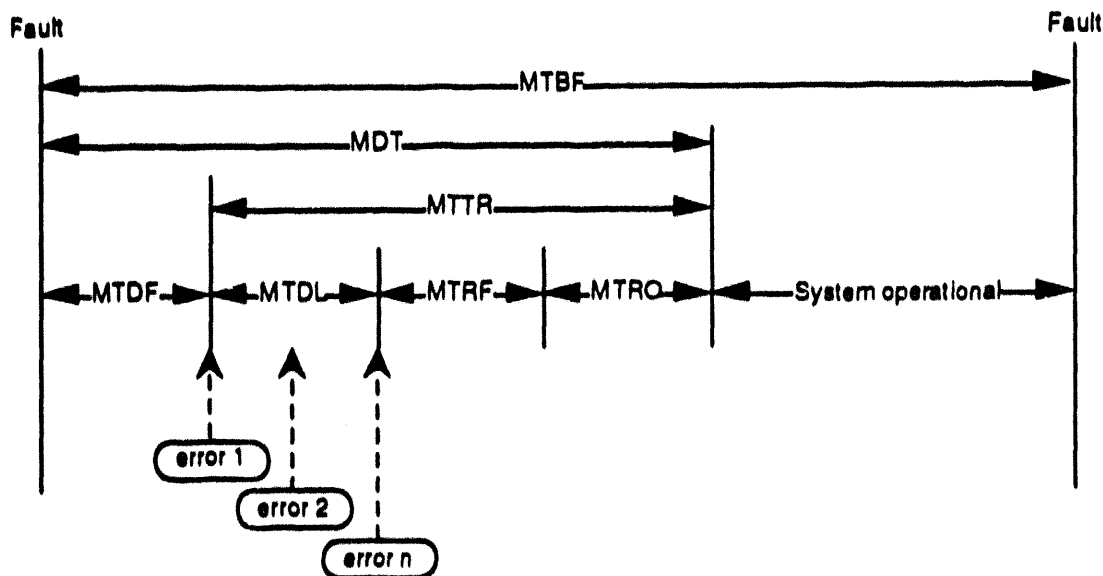 Fault
Fault
MTBF
MDT
MTTR
MTDF
MTDL
MTRF
MTRO
System operational
error 1
error 2
error n